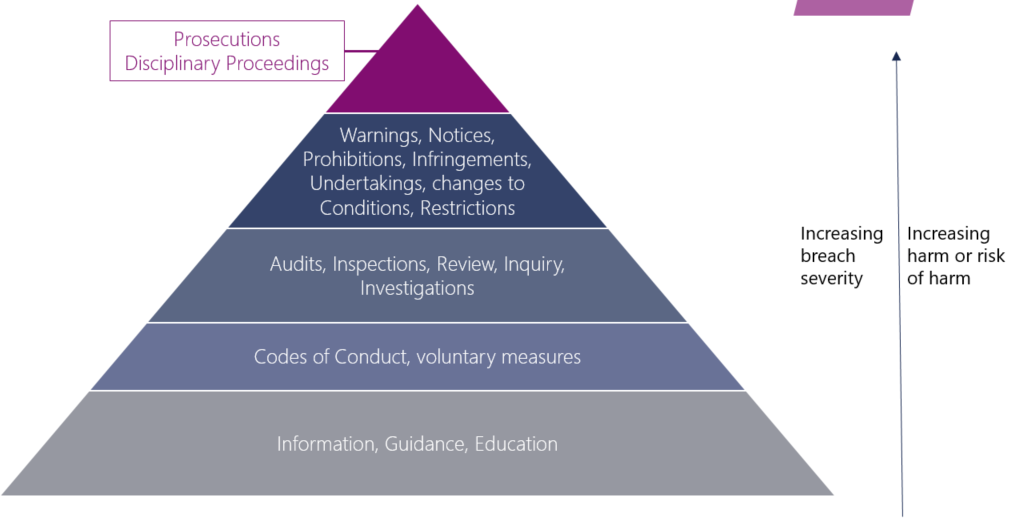 Prosecutions
Disciplinary Proceedings
Warnings, Notices,
Prohibitions, Infringements,
Undertakings, changes to
Conditions, Restrictions
Audits, Inspections, Review, Inquiry,
Investigations
Codes of Conduct, voluntary measures
Information, Guidance, Education
Increasing
breach
severity
Increasing
harm or risk
of harm